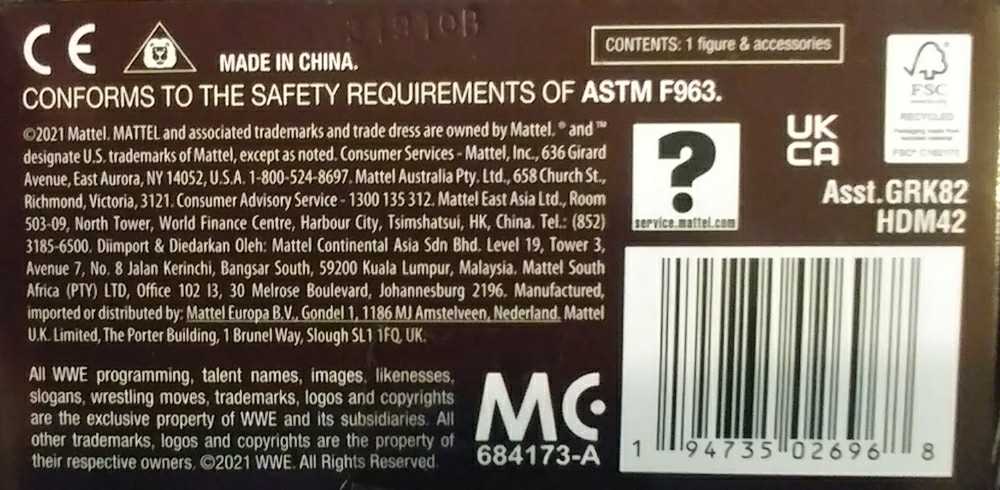 CE
MADE IN CHINA.
CONFORMS TO THE SAFETY REQUIREMENTS OF ASTM F963.
©2021 Mattel. MATTEL and associated trademarks and trade dress are owned by Mattel. ® and ™
designate U.S. trademarks of Mattel, except as noted. Consumer Services - Mattel, Inc., 636 Girard
Avenue, East Aurora, NY 14052, U.S.A. 1-800-524-8697. Mattel Australia Pty. Ltd., 658 Church St.,
Richmond, Victoria, 3121. Consumer Advisory Service - 1300 135 312. Mattel East Asia Ltd., Room
503-09, North Tower, World Finance Centre, Harbour City, Tsimshatsui, HK, China. Tel.: (852)
3185-6500. Diimport & Diedarkan Oleh: Mattel Continental Asia Sdn Bhd. Level 19, Tower 3,
Avenue 7, No. 8 Jalan Kerinchi, Bangsar South, 59200 Kuala Lumpur, Malaysia. Mattel South
Africa (PTY) LTD, Office 102 I3, 30 Melrose Boulevard, Johannesburg 2196. Manufactured,
imported or distributed by: Mattel Europa B.V., Gondel 1, 1186 MJ Amstelveen, Nederland. Mattel
U.K. Limited, The Porter Building, 1 Brunel Way, Slough SL1 1FQ, UK.
All WWE programming, talent names, images, likenesses,
slogans, wrestling moves, trademarks, logos and copyrights
are the exclusive property of WWE and its subsidiaries. All
other trademarks, logos and copyrights are the property of
their respective owners. ©2021 WWE. All Rights Reserved.
MC
684173-A
CONTENTS: 1 figure & accessories
?
service.mattel.com
UK
CA
FSC
RECYCLED
Asst.GRK82
HDM42
1 94735 02696 8